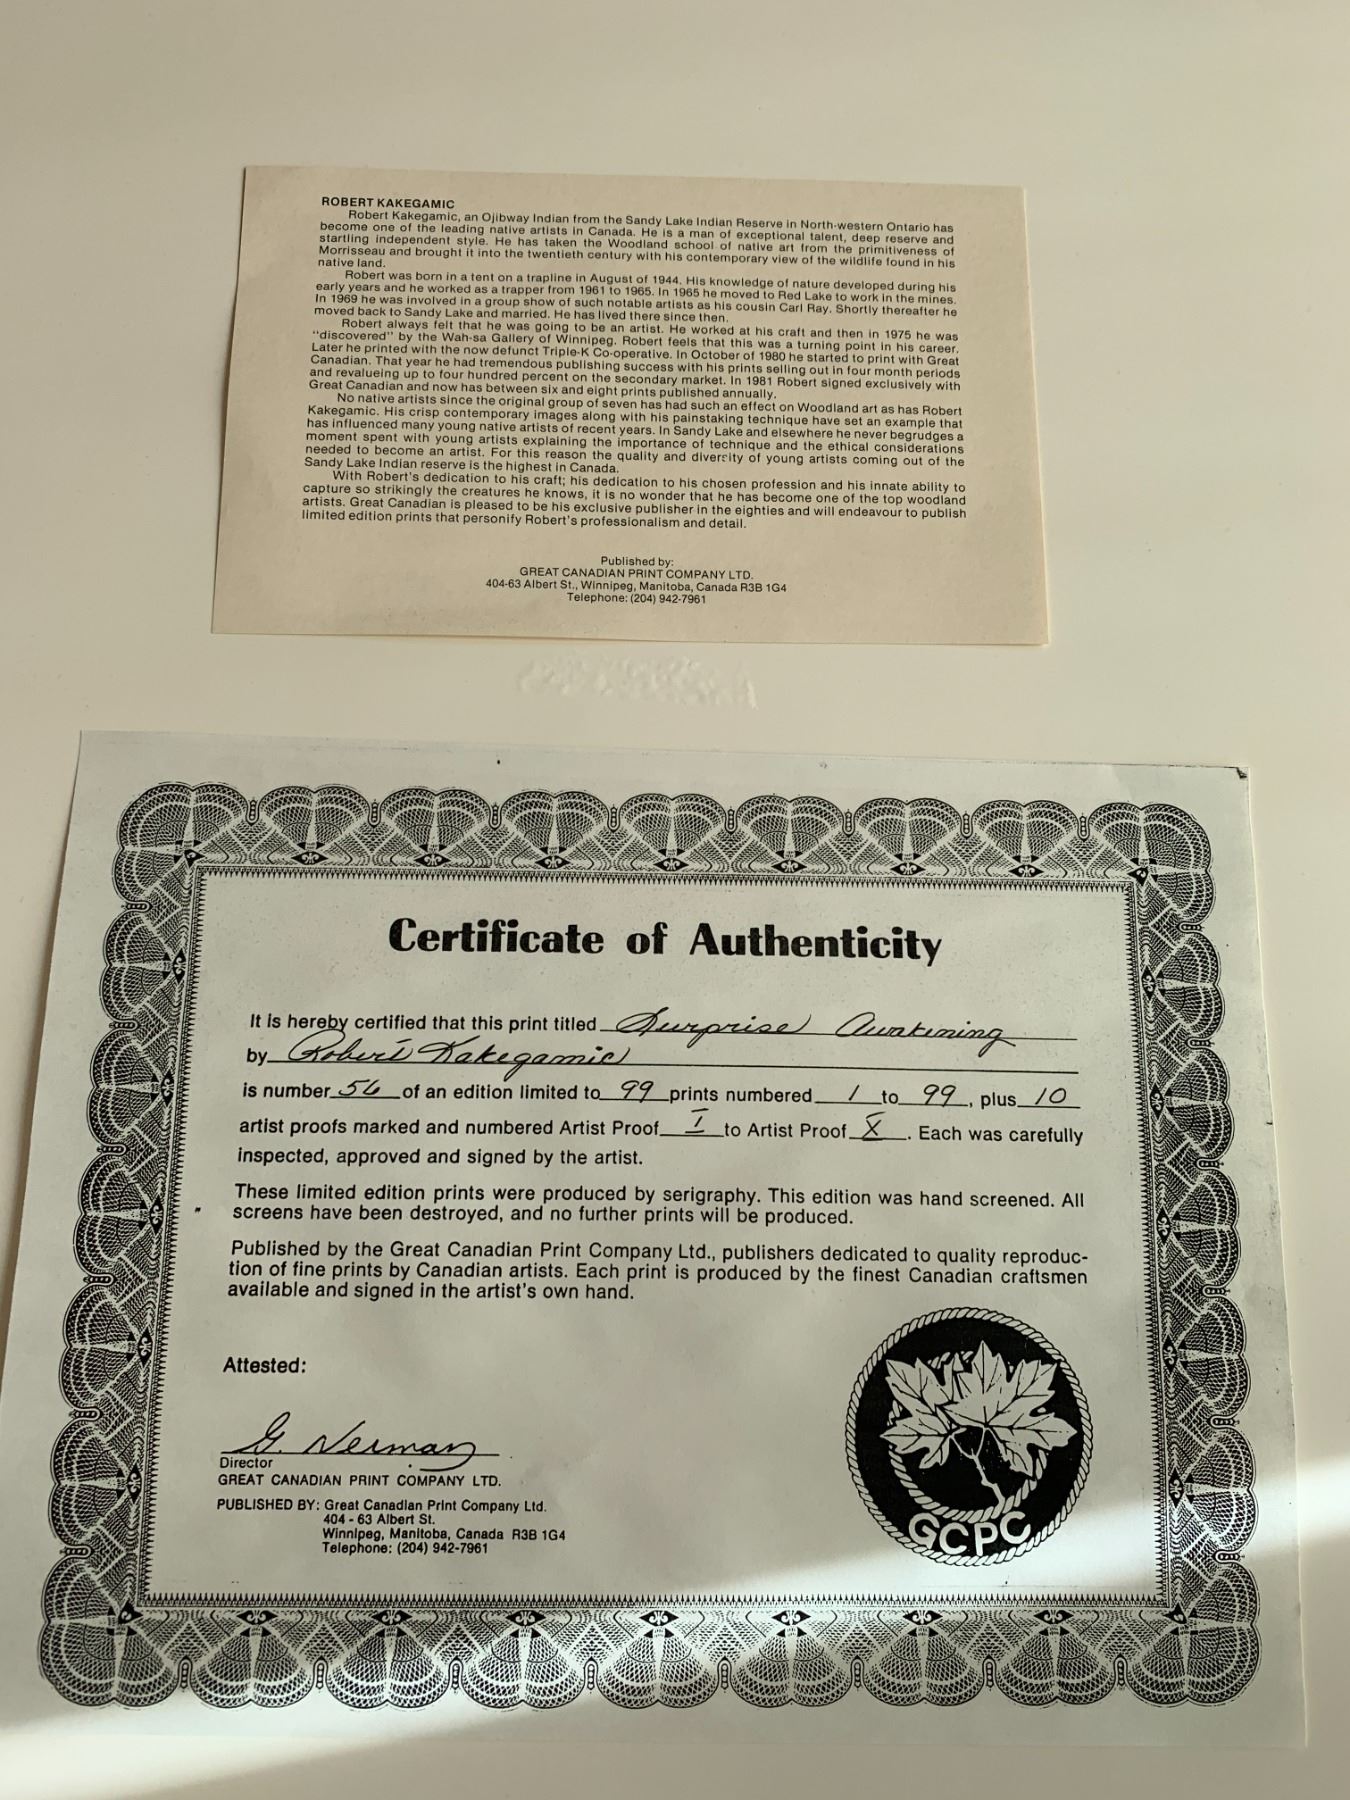 ROBERT KAKEGAMIC
Robert Kakegamic, an Ojibway Indian from the Sandy Lake Indian Reserve in North-western Ontario has
become one of the leading native artists in Canada. He is a man of exceptional talent, deep reserve and
startling independent style. He has taken the Woodland school of native art from the primitiveness of
Morrisseau and brought it into the twentieth century with his contemporary view of the wildlife found in his
native land.
Robert was born in a tent on a trapline in August of 1944. His knowledge of nature developed during his
early years and he worked as a trapper from 1961 to 1965. In 1965 he moved to Red Lake to work in the mines.
In 1969 he was involved in a group show of such notable artists as his cousin Carl Ray. Shortly thereafter he
moved back to Sandy Lake and married. He has lived there since then.
Robert always felt that he was going to be an artist. He worked at his craft and then in 1975 he was
"discovered" by the Wah-sa Gallery of Winnipeg. Robert feels that this was a turning point in his career.
Later he printed with the now defunct Triple-K Co-operative. In October of 1980 he started to print with Great
Canadian. That year he had tremendous publishing success with his prints selling out in four month periods
and revalueing up to four hundred percent on the secondary market. In 1981 Robert signed exclusively with
Great Canadian and now has between six and eight prints published annually.
No native artists since the original group of seven has had such an effect on Woodland art as has Robert
Kakegamic. His crisp contemporary images along with his painstaking technique have set an example that
has influenced many young native artists of recent years. In Sandy Lake and elsewhere he never begrudges a
moment spent with young artists explaining the importance of technique and the ethical considerations
needed to become an artist. For this reason the quality and diversity of young artists coming out of the
Sandy Lake Indian reserve is the highest in Canada.
With Robert's dedication to his craft; his dedication to his chosen profession and his innate ability to
capture so strikingly the creatures he knows, it is no wonder that he has become one of the top woodland
artists. Great Canadian is pleased to be his exclusive publisher in the eighties and will endeavour to publish
limited edition prints that personify Robert's professionalism and detail.
Published by:
GREAT CANADIAN PRINT COMPANY LTD.
404-63 Albert St., Winnipeg, Manitoba, Canada R3B 1G4
Telephone: (204) 942-7961
Certificate of Authenticity
It is hereby certified that this print titled Surprise Awakening
by Robert Kakegamic
is number 56 of an edition limited to 99 prints numbered 1 to 99, plus 10
artist proofs marked and numbered Artist Proof I to Artist Proof X. Each was carefully
inspected, approved and signed by the artist.
These limited edition prints were produced by serigraphy. This edition was hand screened. All
screens have been destroyed, and no further prints will be produced.
Published by the Great Canadian Print Company Ltd., publishers dedicated to quality reproduc-
tion of fine prints by Canadian artists. Each print is produced by the finest Canadian craftsmen
available and signed in the artist's own hand.
Attested:
G. Nerman
Director
GREAT CANADIAN PRINT COMPANY LTD.
PUBLISHED BY: Great Canadian Print Company Ltd.
404 - 63 Albert St.
Winnipeg, Manitoba, Canada R3B 1G4
Telephone: (204) 942-7961
GCPC